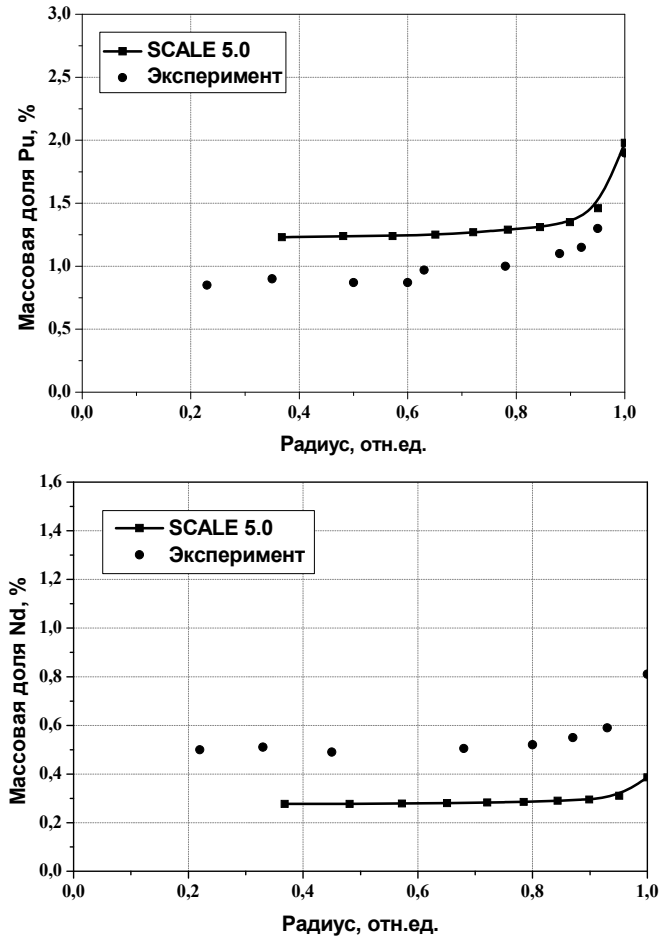 3,0
2,5
2,0
1,5
1,0
0,5
0,0
Массовая доля Pu, %
SCALE 5.0
Эксперимент
0,0 0,2 0,4 0,6 0,8 1,0
Радиус, отн.ед.
1,6
1,4
1,2
1,0
0,8
0,6
0,4
0,2
0,0
Массовая доля Nd, %
SCALE 5.0
Эксперимент
0,0 0,2 0,4 0,6 0,8 1,0
Радиус, отн.ед.